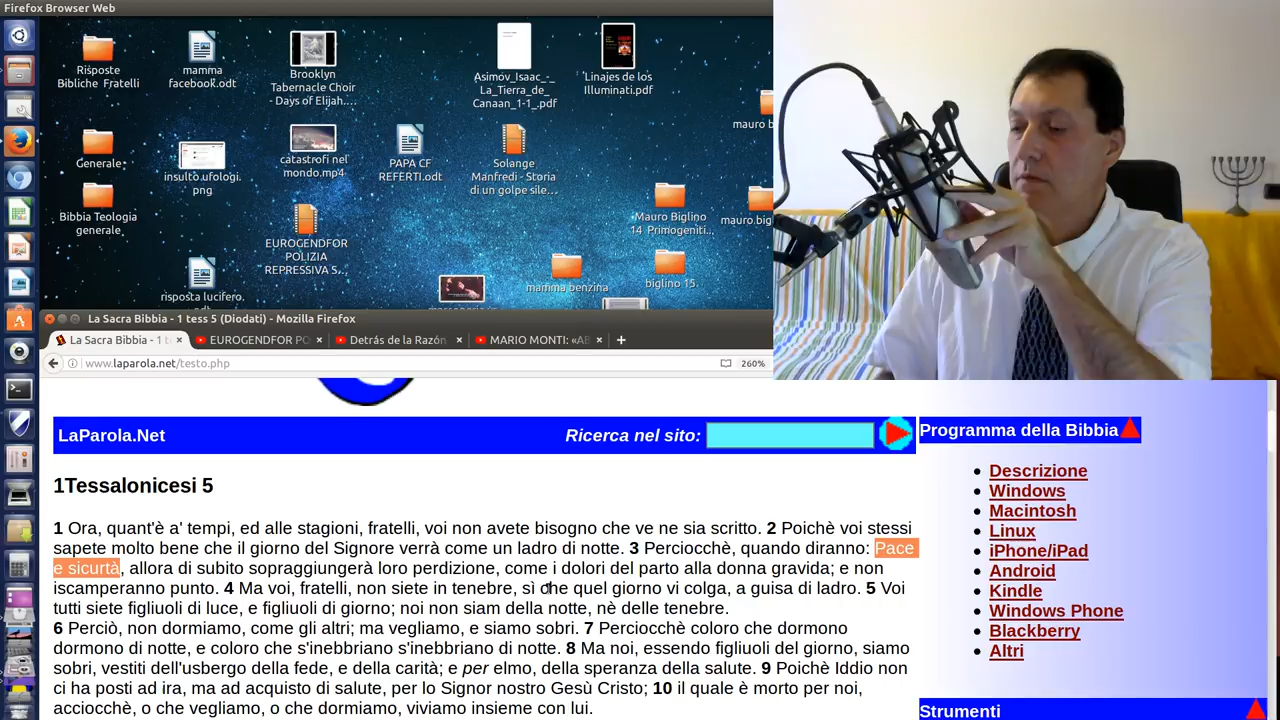 Firefox Browser Web
Risposte
Bibliche Fratelli
mamma
facebook.odt
Brooklyn
Tabernacle Choir
- Days of Elijah....
Asimov_Isaac_-_
La_Tierra_de_
Canaan_1-1_.pdf
Linajes de los
Illuminati.pdf
mauro b
Generale
insulto.ufologi.
png
catastrofi nel
mondo.mp4
PAPA CF
REFERTI.odt
Solange
Manfredi - Storia
di un golpe sile...
Bibbia Teologia
generale
EUROGENDFOR
POLIZIA
REPRESSIVA S...
Mauro Biglino
14 Primogeniti...
mauro.big
risposta lucifero.
mamma benzina
biglino 15.
La Sacra Bibbia - 1 tess 5 (Diodati) - Mozilla Firefox
La Sacra Bibbia - 1 t
EUROGENDFOR PO
Detrás de la Razón
MARIO MONTI: «AB
www.laparola.net/testo.php
260%
LaParola.Net
Ricerca nel sito:
1Tessalonicesi 5
1 Ora, quant'è a' tempi, ed alle stagioni, fratelli, voi non avete bisogno che ve ne sia scritto. 2 Poichè voi stessi
sapete molto bene che il giorno del Signore verrà come un ladro di notte. 3 Perciocchè, quando diranno: Pace
e sicurtà, allora di subito sopraggiungerà loro perdizione, come i dolori del parto alla donna gravida; e non
iscamperanno punto. 4 Ma voi, fratelli, non siete in tenebre, sì che quel giorno vi colga, a guisa di ladro. 5 Voi
tutti siete figliuoli di luce, e figliuoli di giorno; noi non siam della notte, nè delle tenebre.
6 Perciò, non dormiamo, come gli altri; ma vegliamo, e siamo sobri. 7 Perciocchè coloro che dormono
dormono di notte, e coloro che s'inebbriano s'inebbriano di notte. 8 Ma noi, essendo figliuoli del giorno, siamo
sobri, vestiti dell'usbergo della fede, e della carità; e per elmo, della speranza della salute. 9 Poichè Iddio non
ci ha posti ad ira, ma ad acquisto di salute, per lo Signor nostro Gesù Cristo; 10 il quale è morto per noi,
acciocchè, o che vegliamo, o che dormiamo, viviamo insieme con lui.
Programma della Bibbia
Descrizione
Windows
Macintosh
Linux
iPhone/iPad
Android
Kindle
Windows Phone
Blackberry
Altri
Strumenti